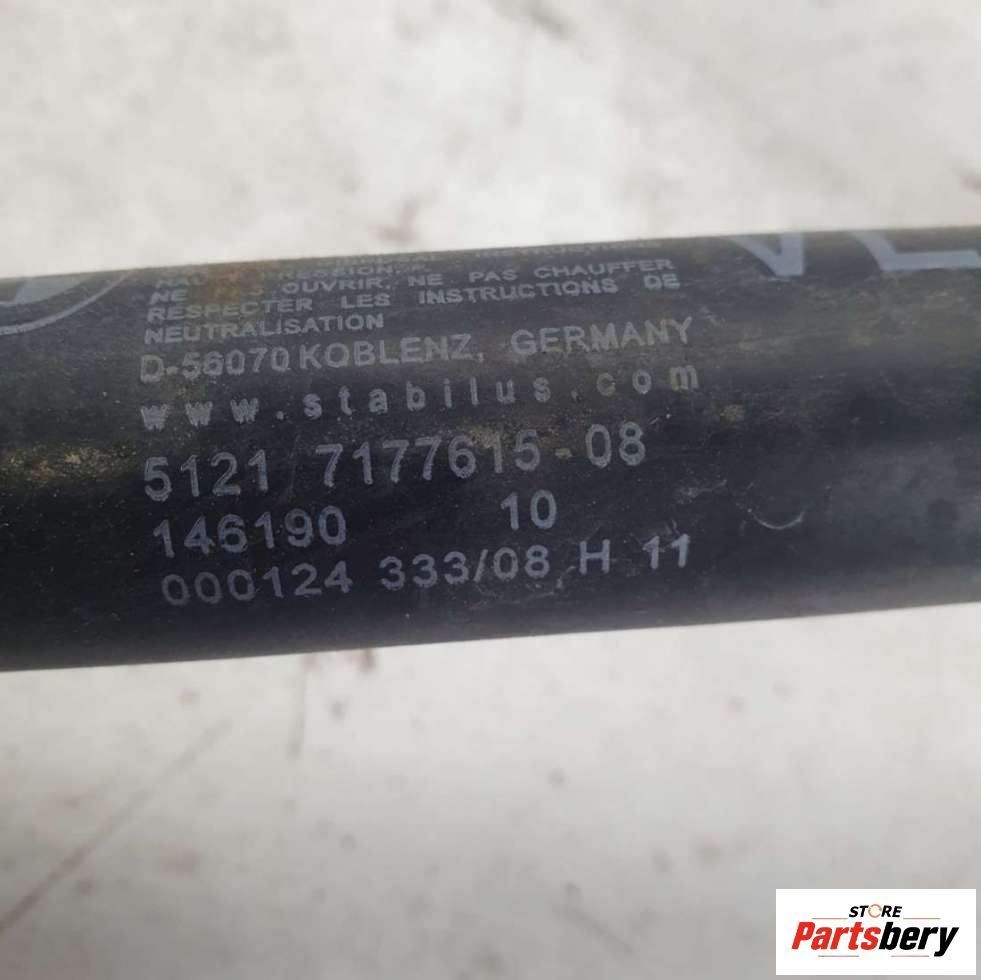 NE PAS OUVRIR, NE PAS CHAUFFER
RESPECTER LES INSTRUCTIONS DE
NEUTRALISATION
D-56070 KOBLENZ, GERMANY
www.stabilus.com
5121 7177615-08
146190 10
000124 333/08 H 11
STORE
Partsbery